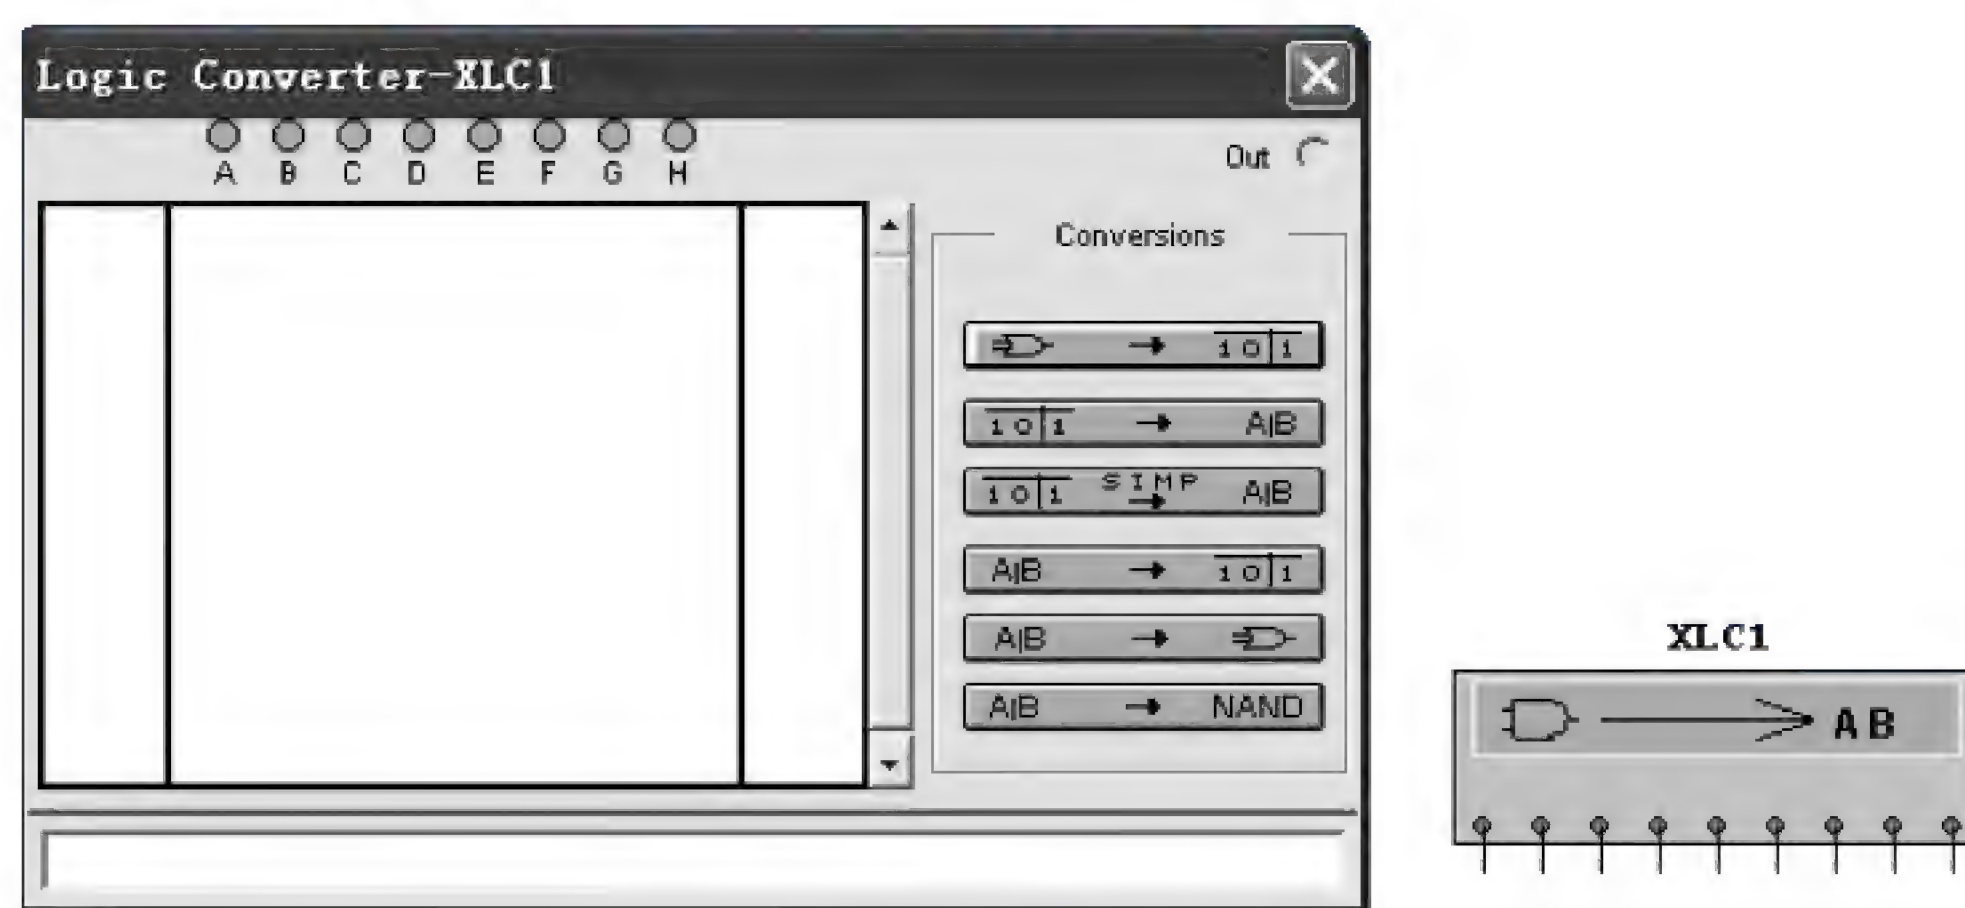 Logic Converter-XLC1
A B C D E F G H
Out
Conversions
→ 1 0 1
1 0 1 → A|B
1 0 1 SIMP → A|B
A|B → 1 0 1
A|B →
A|B → NAND
XLC1
A B